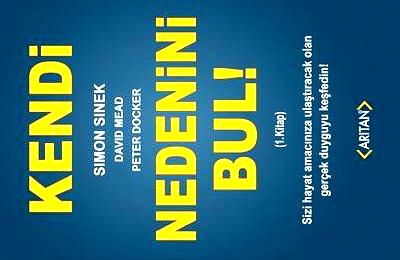 KENDİ
SIMON SINEK
DAVID MEAD
PETER DOCKER
NEDENİNİ
BUL!
(1.Kitap)
Sizi hayat amacınıza ulaştıracak olan
gerçek duyguyu keşfedin!
ARITAN